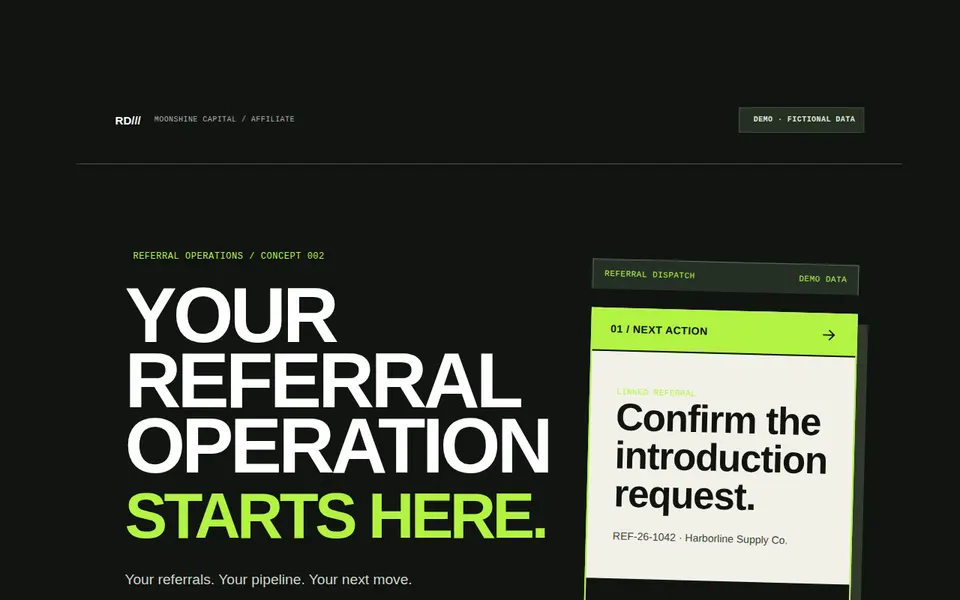 RD///
MOONSHINE CAPITAL / AFFILIATE
DEMO · FICTIONAL DATA
REFERRAL OPERATIONS / CONCEPT 002
YOUR
REFERRAL
OPERATION
STARTS HERE.
Your referrals. Your pipeline. Your next move.
REFERRAL DISPATCH
DEMO DATA
01 / NEXT ACTION →
LINKED REFERRAL
Confirm the
introduction
request.
REF-26-1042 · Harborline Supply Co.